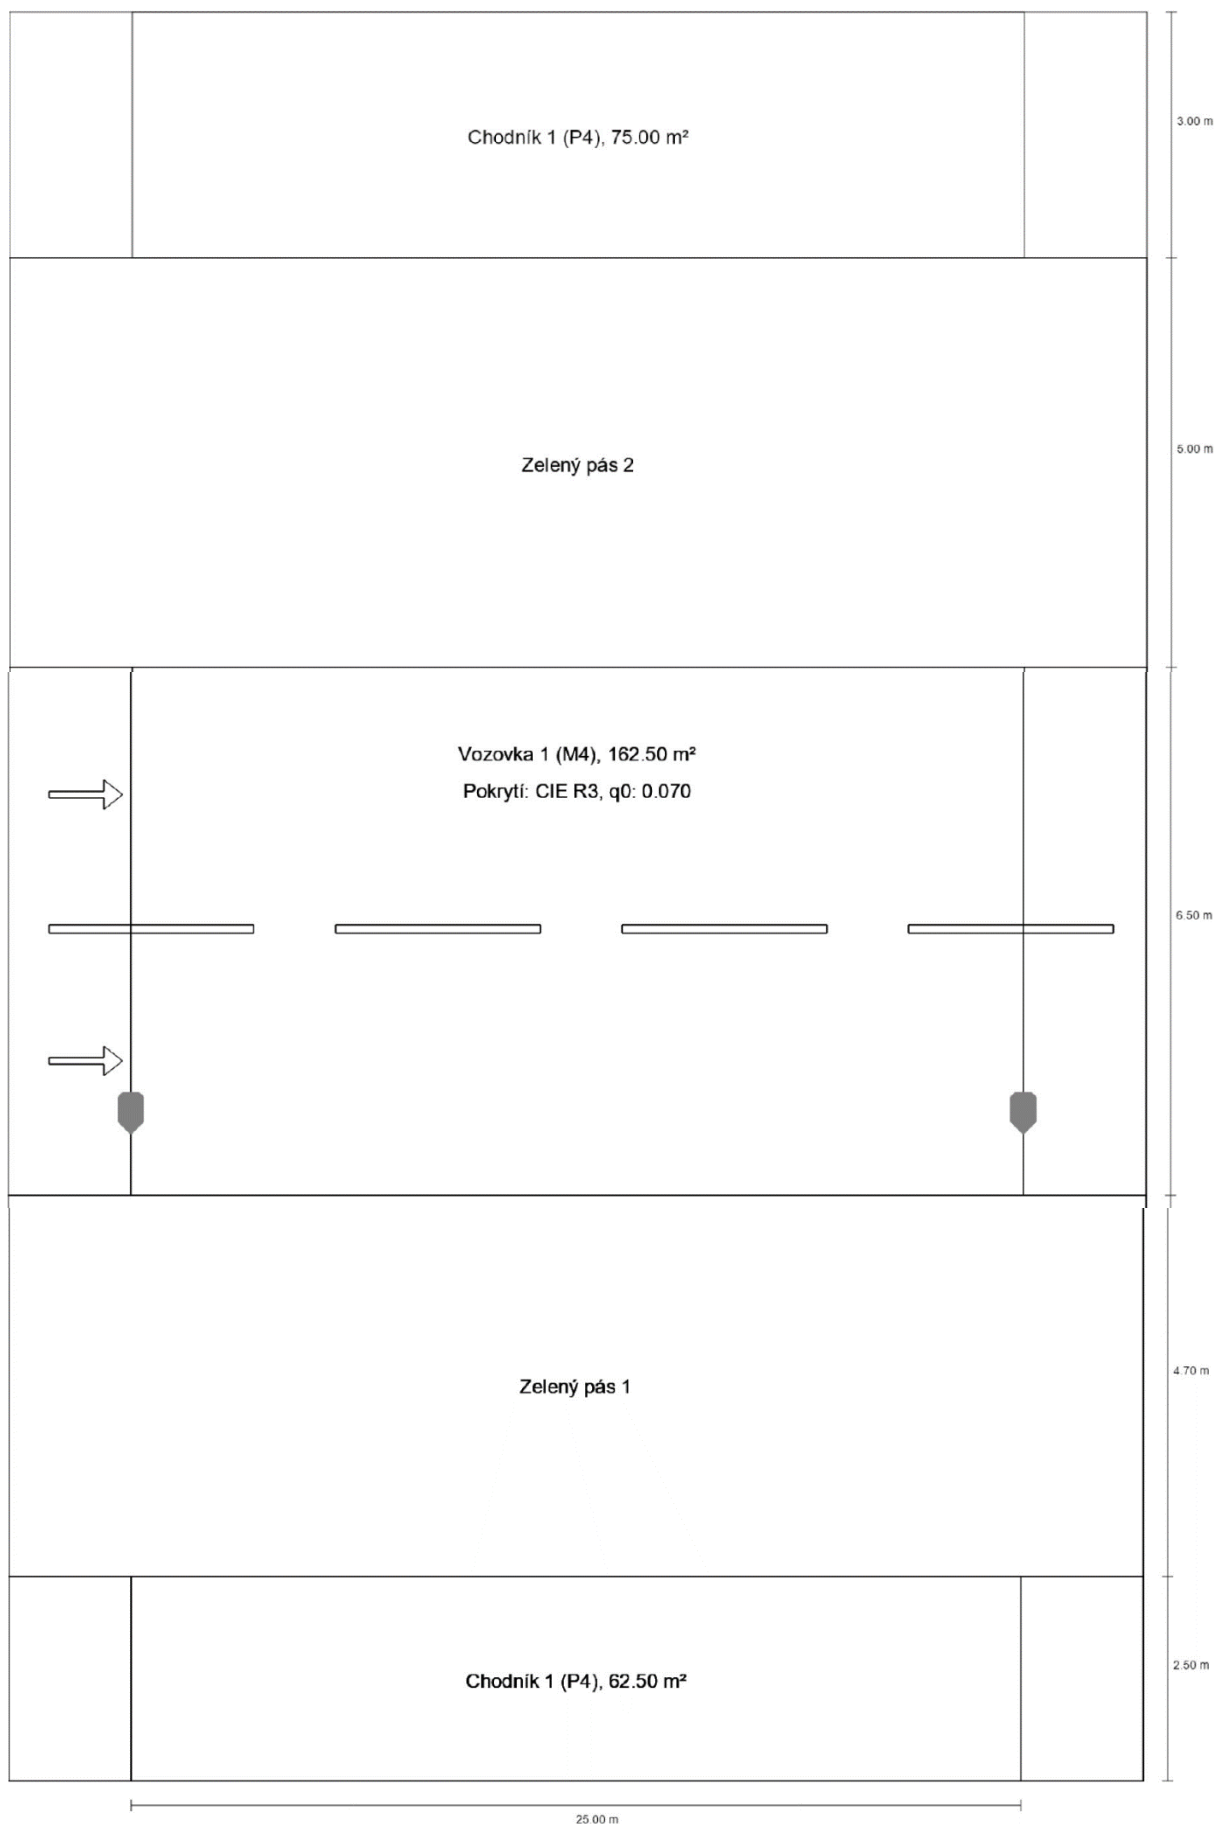 Chodník 1 (P4), 75.00 m²
3.00 m
Zelený pás 2
5.00 m
Vozovka 1 (M4), 162.50 m²
Pokrytí: CIE R3, q0: 0.070
6.50 m
Zelený pás 1
4.70 m
Chodník 1 (P4), 62.50 m²
2.50 m
25.00 m